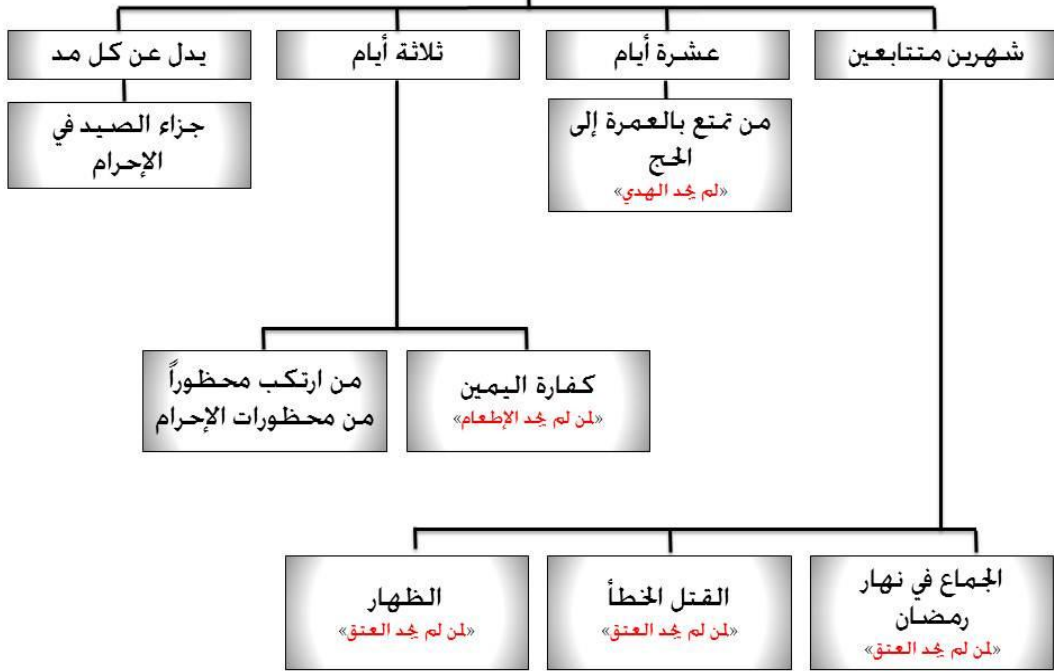 شهرين متتابعين
عشرة أيام
ثلاثة أيام
يدل عن كل مد
من تمتع بالعمرة إلى
الحج
«لم يجد الهدي»
جزاء الصيد في
الإحرام
كفارة اليمين
«لمن لم يجد الإطعام»
من ارتكب محظوراً
من محظورات الإحرام
الجماع في نهار
رمضان
«لمن لم يجد العتق»
القتل الخطأ
«لمن لم يجد العتق»
الظهار
«لمن لم يجد العتق»